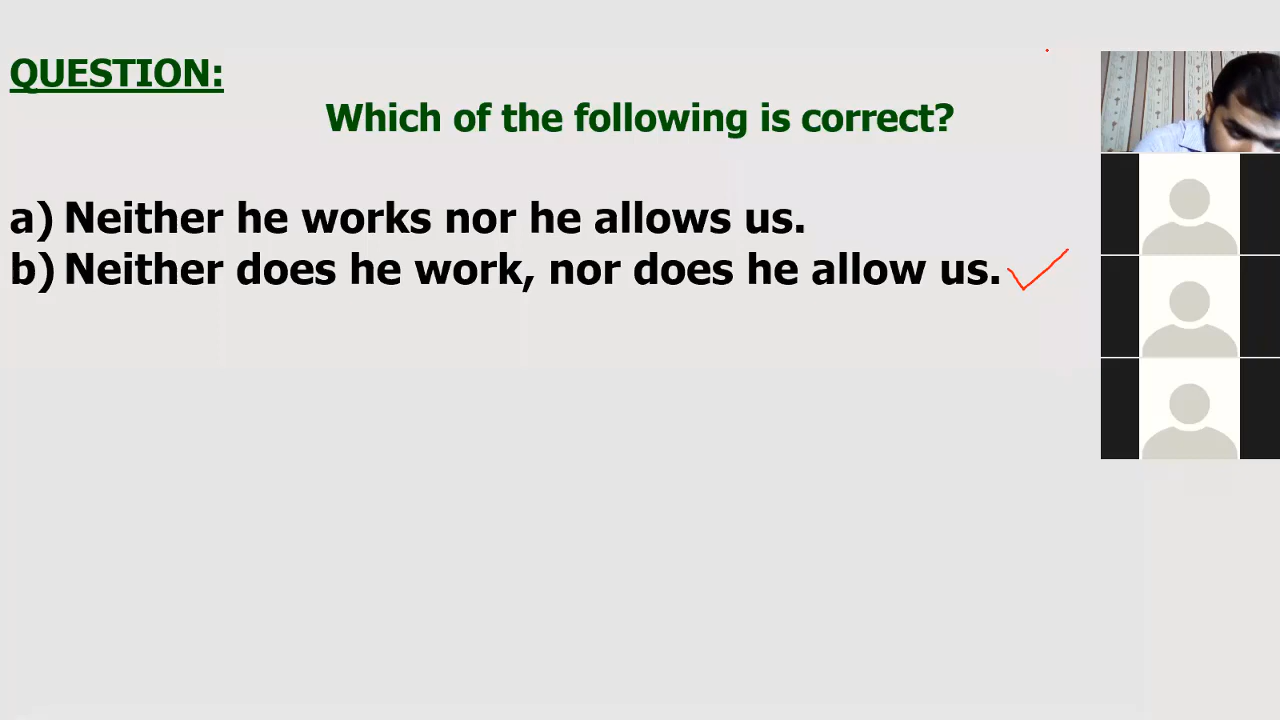 QUESTION:
Which of the following is correct?
a) Neither he works nor he allows us.
b) Neither does he work, nor does he allow us.